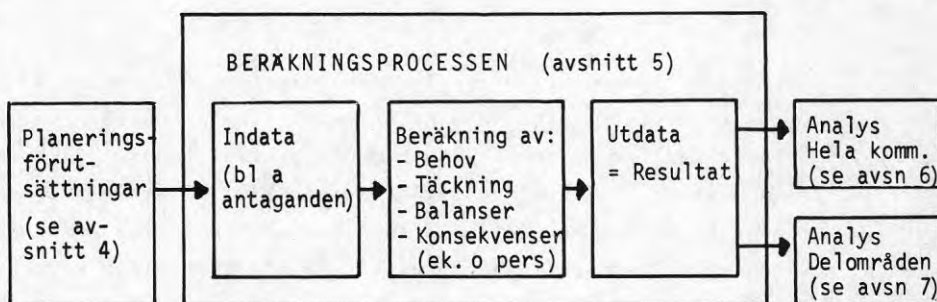 BERÄKNINGSPROCESSEN (avsnitt 5)
Planerings-
förut-
sättningar
(se av-
snitt 4)
Indata
(bl a
antaganden)
Beräkning av:
- Behov
- Täckning
- Balanser
- Konsekvenser
(ek. o pers)
Utdata
= Resultat
Analys
Hela komm.
(se avsn 6)
Analys
Delområden
(se avsn 7)